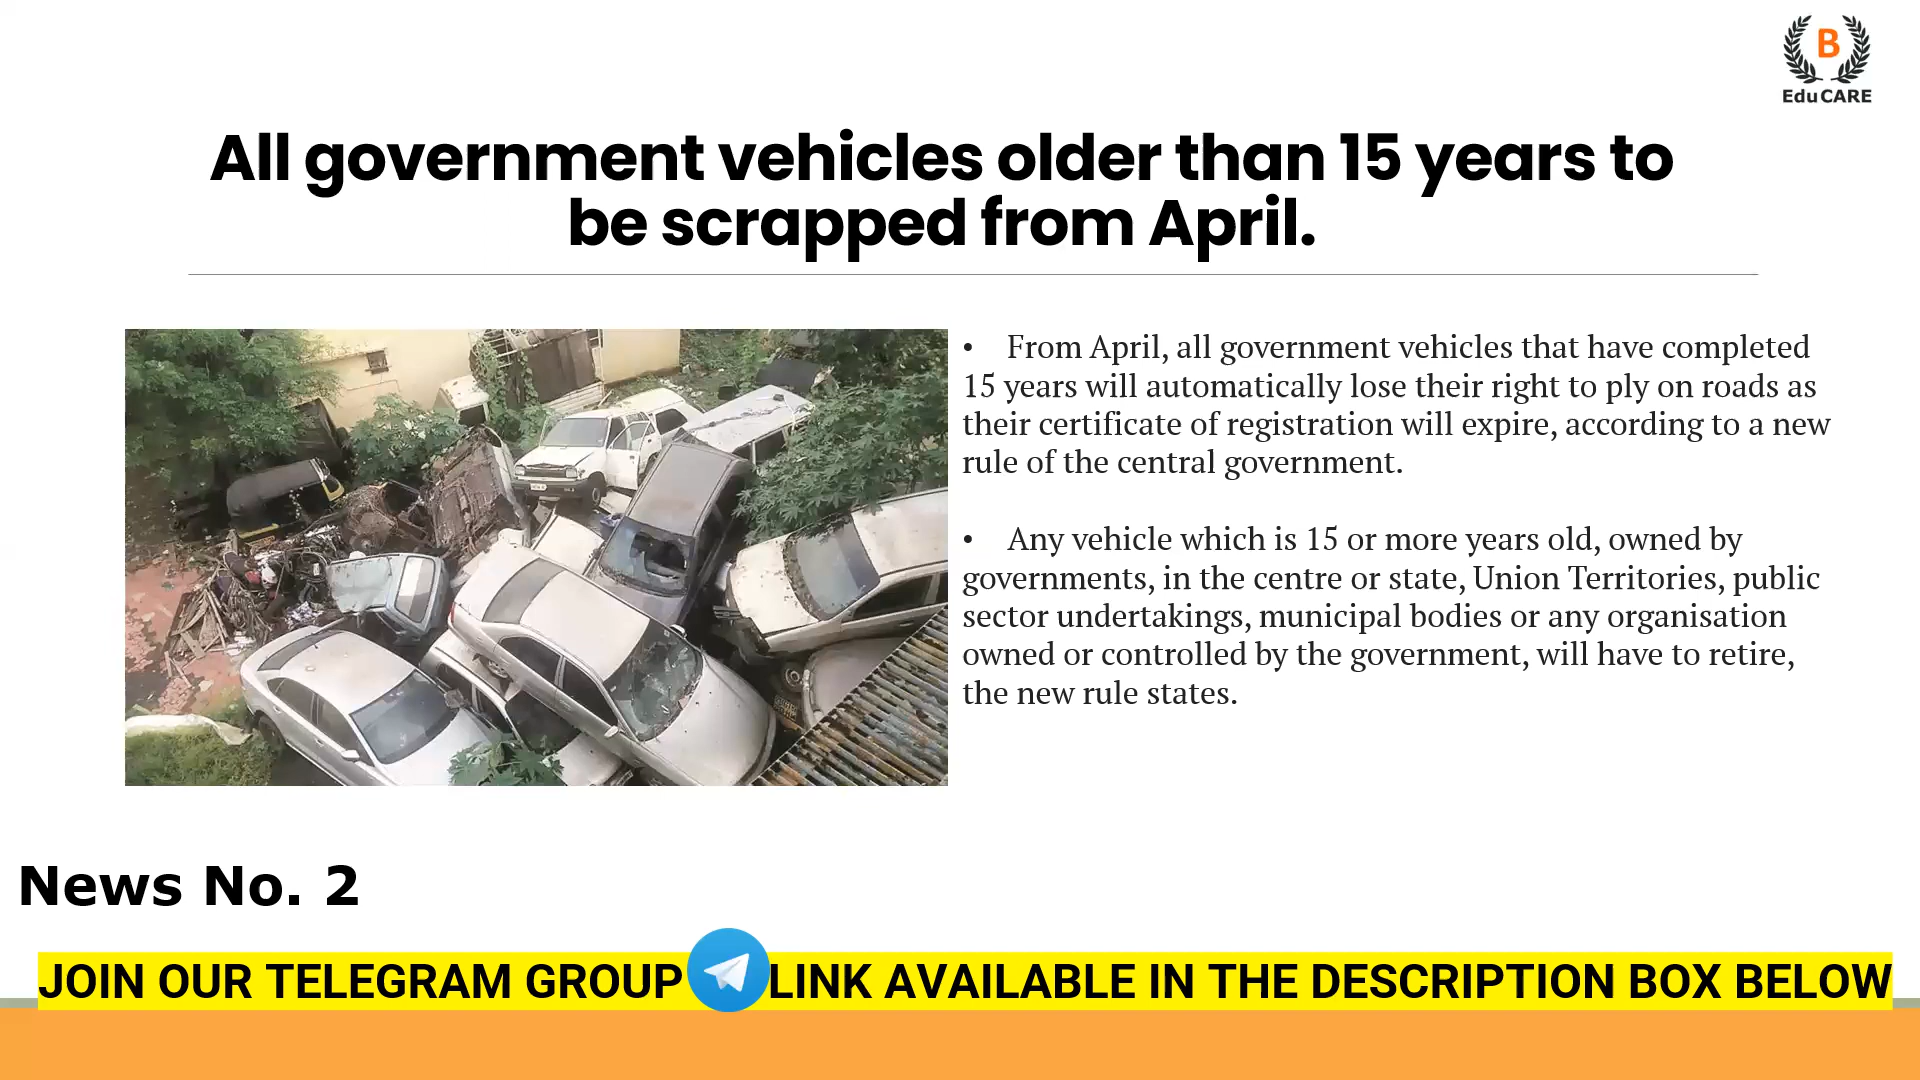 B
EduCARE
All government vehicles older than 15 years to
be scrapped from April.
• From April, all government vehicles that have completed
15 years will automatically lose their right to ply on roads as
their certificate of registration will expire, according to a new
rule of the central government.
• Any vehicle which is 15 or more years old, owned by
governments, in the centre or state, Union Territories, public
sector undertakings, municipal bodies or any organisation
owned or controlled by the government, will have to retire,
the new rule states.
News No. 2
JOIN OUR TELEGRAM GROUP LINK AVAILABLE IN THE DESCRIPTION BOX BELOW